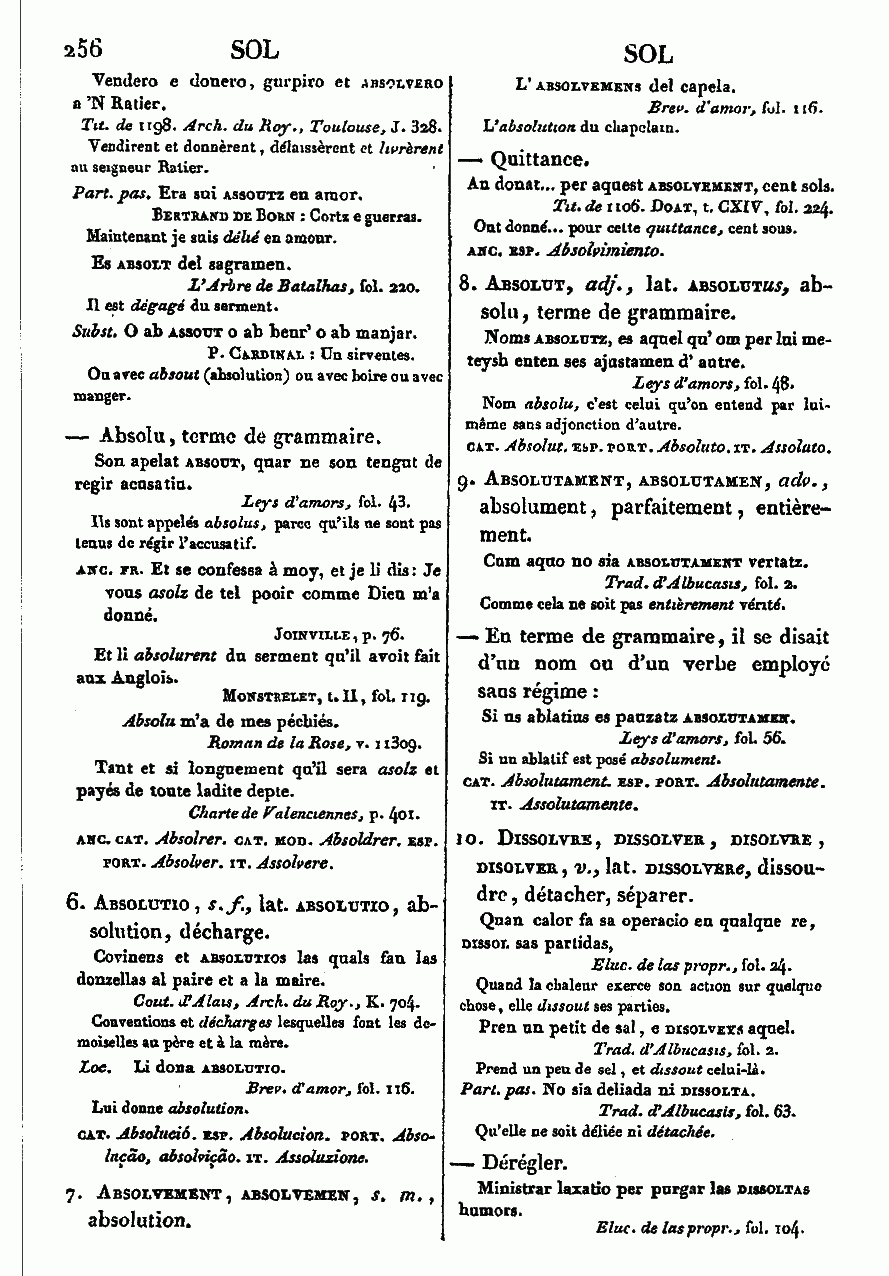 256 SOL
Vendero e donero, gurpiro et ABSOLVERO
a 'N Ratier.
Tit. de 1198. Arch. du Roy., Toulouse, J. 328.
Vendirent et donnèrent, délaissèrent et livrèrent
au seigneur Ratier.
Part. pas. Era sui ASSOUTZ en amor.
BERTRAND DE BORN : Cortz e guerras.
Maintenant je suis délié en amour.
Es ABSOLT del sagramen.
L'Arbre de Batalhas, fol. 220.
Il est dégagé du serment.
Subst. O ab ASSOUT o ab beur' o ab manjar.
P. CARDINAL : Un sirventes.
Ou avec absout (absolution) ou avec boire ou avec
manger.
— Absolu, terme de grammaire.
Son apelat ABSOUT, quar ne son tengut de
regir acusatiu.
Leys d'amors, fol. 43.
Ils sont appelés absolus, parce qu'ils ne sont pas
tenus de régir l'accusatif.
ANC. FR. Et se confessa à moy, et je li dis: Je
vous asolz de tel pooir comme Dieu m'a
donné.
JOINVILLE, p. 76.
Et li absolurent du serment qu'il avoit fait
aux Anglois.
MONSTRELET, t. II, fol. 119.
Absolu m'a de mes péchiés.
Roman de la Rose, v. 11309.
Tant et si longuement qu'il sera asolz et
payés de toute ladite depte.
Charte de Valenciennes, p. 401.
ANC. CAT. Absolrer. CAT. MOD. Absoldrer. ESP.
PORT. Absolver. IT. Assolvere.
6. ABSOLUTIO, s. f., lat. ABSOLUTIO, ab-
solution, décharge.
Covinens et ABSOLUTIOS las quals fan las
donzellas al paire et a la maire.
Cout. d'Alais, Arch. du Roy., K. 704.
Conventions et décharges lesquelles font les de-
moiselles au père et à la mère.
Loc. Li dona ABSOLUTIO.
Brev. d'amor, fol. 116.
Lui donne absolution.
CAT. Absolució. ESP. Absolucion. PORT. Abso-
lução, absolvição. IT. Assoluzione.
7. ABSOLVEMENT, ABSOLVEMEN, s. m.,
absolution.
SOL
L' ABSOLVEMENS del capela.
Brev. d'amor, fol. 116.
L'absolution du chapelain.
— Quittance.
An donat... per aquest ABSOLVEMENT, cent sols.
Tit. de 1106. DOAT, t. CXIV, fol. 224.
Ont donné... pour cette quittance, cent sous.
ANC. ESP. Absolvimiento.
8. ABSOLUT, adj., lat. ABSOLUTus, ab-
solu, terme de grammaire.
Noms ABSOLUTZ, es aquel qu' om per lui me-
teysh enten ses ajustamen d' autre.
Leys d'amors, fol. 48.
Nom absolu, c'est celui qu'on entend par lui-
même sans adjonction d'autre.
CAT. Absolut. ESP. PORT. Absoluto. IT. Assoluto.
9. ABSOLUTAMENT, ABSOLUTAMEN, adv.,
absolument, parfaitement, entière-
ment.
Cum aquo no sia ABSOLUTAMENT vertatz.
Trad. d'Albucasis, fol. 2.
Comme cela ne soit pas entièrement vérité.
— En terme de grammaire, il se disait
d'un nom ou d'un verbe employé
sans régime :
Si us ablatius es pauzatz ABSOLUTAMEN.
Leys d'amors, fol. 56.
Si un ablatif est posé absolument.
CAT. Absolutament. ESP. PORT. Absolutamente.
IT. Assolutamente.
10. DISSOLVRE, DISSOLVER, DISOLVRE,
DISOLVER, v., lat. DISSOLVERe, dissou-
dre, détacher, séparer.
Quan calor fa sa operacio en qualque re,
DISSOL sas partidas,
Eluc. de las propr., fol. 24.
Quand la chaleur exerce son action sur quelque
chose, elle dissout ses parties.
Pren un petit de sal, e DISOLVEYS aquel.
Trad. d'Albucasis, fol. 2.
Prend un peu de sel, et dissout celui-là.
Part. pas. No sia deliada ni DISSOLTA.
Trad. d'Albucasis, fol. 63.
Qu'elle ne soit déliée ni détachée.
— Dérégler.
Ministrar laxatio per purgar las DISSOLTAS
humors.
Eluc. de las propr., fol. 104.